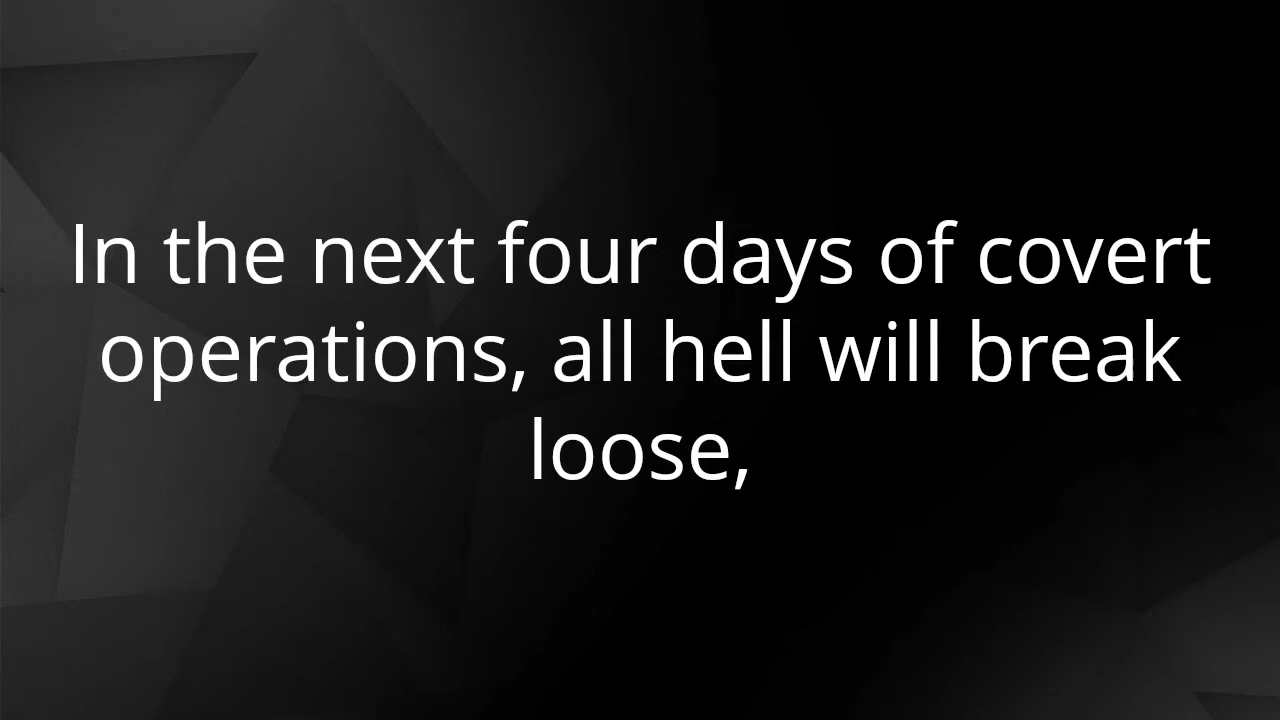 In the next four days of covert
operations, all hell will break
loose,